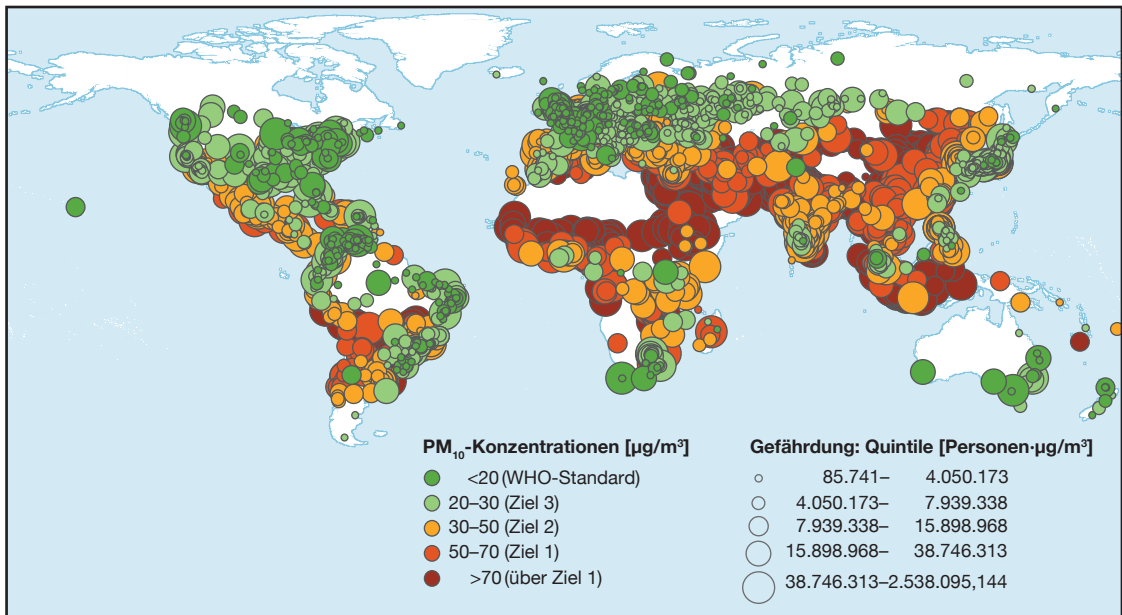 PM₁₀-Konzentrationen [µg/m³]
<20 (WHO-Standard)
20–30 (Ziel 3)
30–50 (Ziel 2)
50–70 (Ziel 1)
>70 (über Ziel 1)
Gefährdung: Quintile [Personen·µg/m³]
85.741– 4.050.173
4.050.173– 7.939.338
7.939.338– 15.898.968
15.898.968– 38.746.313
38.746.313–2.538.095,144